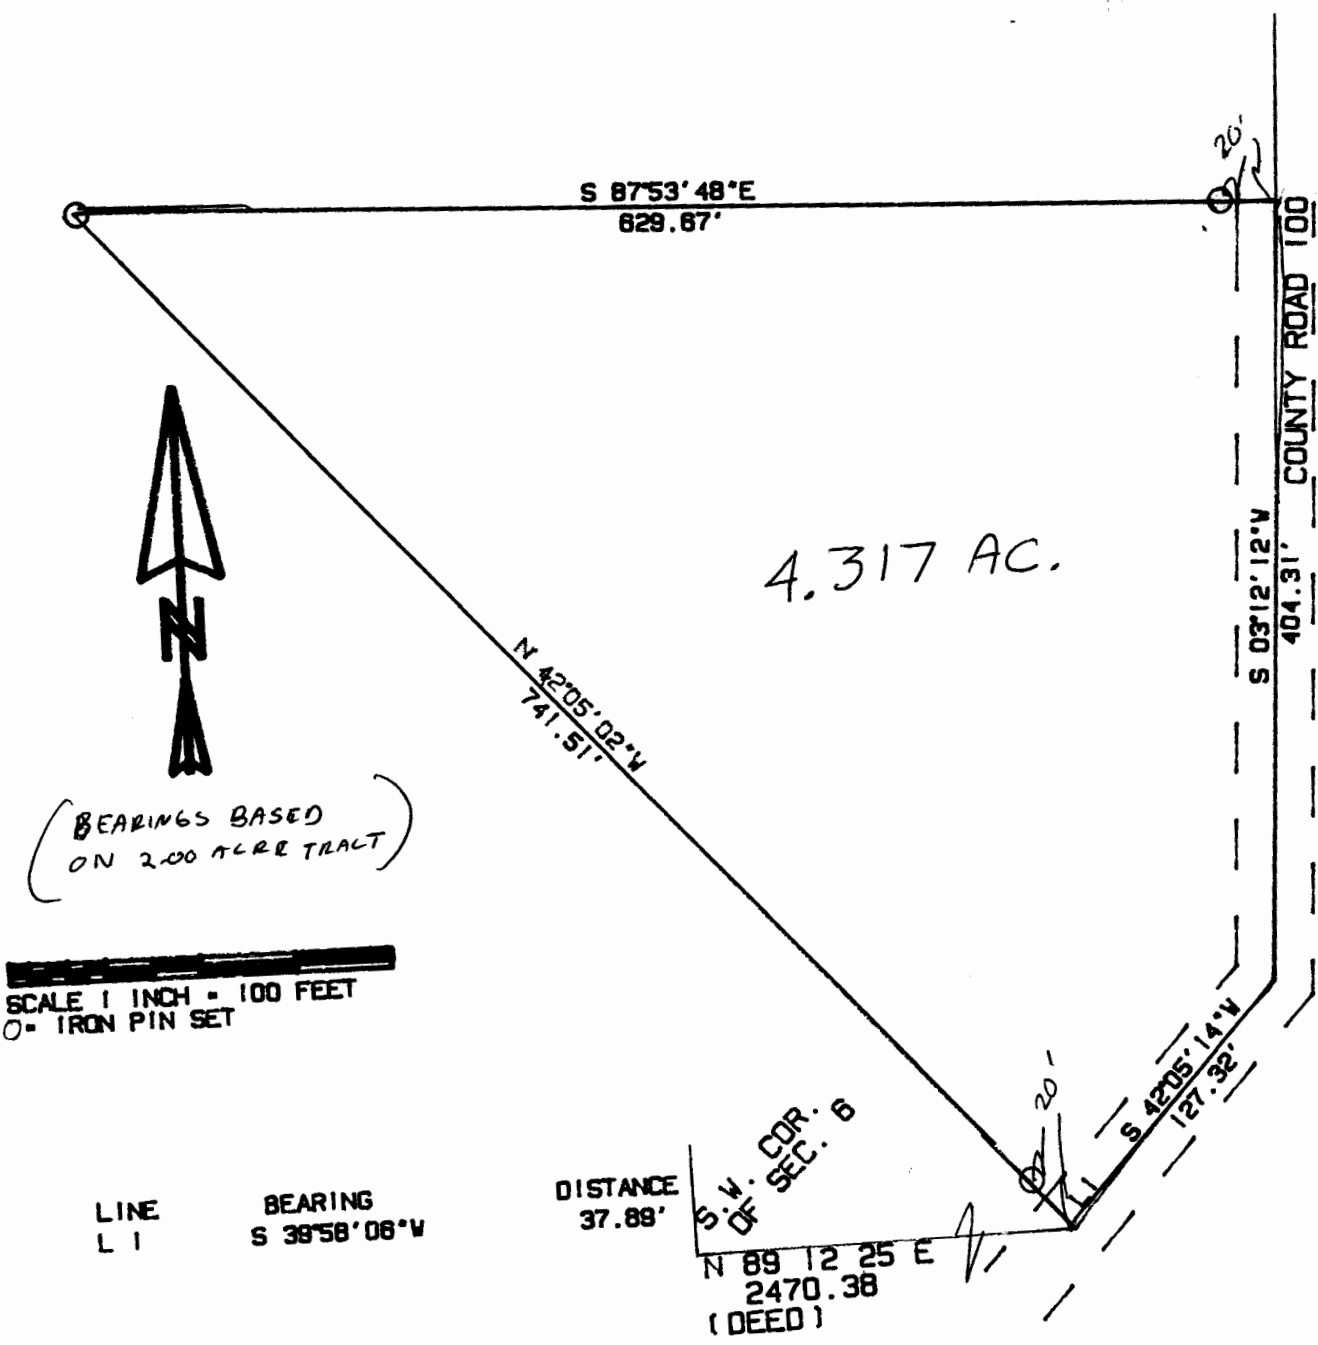 20'
S 87°53'48"E
629.67'
COUNTY ROAD 100
S 03°12'12"W
404.31'
4.317 AC.
N
N 42°05'02"W
741.51'
(BEARINGS BASED
ON 2.00 ACRE TRACT)
SCALE 1 INCH = 100 FEET
O= IRON PIN SET
S 42°05'14"W
127.32'
20'
L1
S.W. COR.
OF SEC. 6
LINE BEARING DISTANCE
L 1 S 39°58'06"W 37.89'
N 89 12 25 E
2470.38
(DEED)